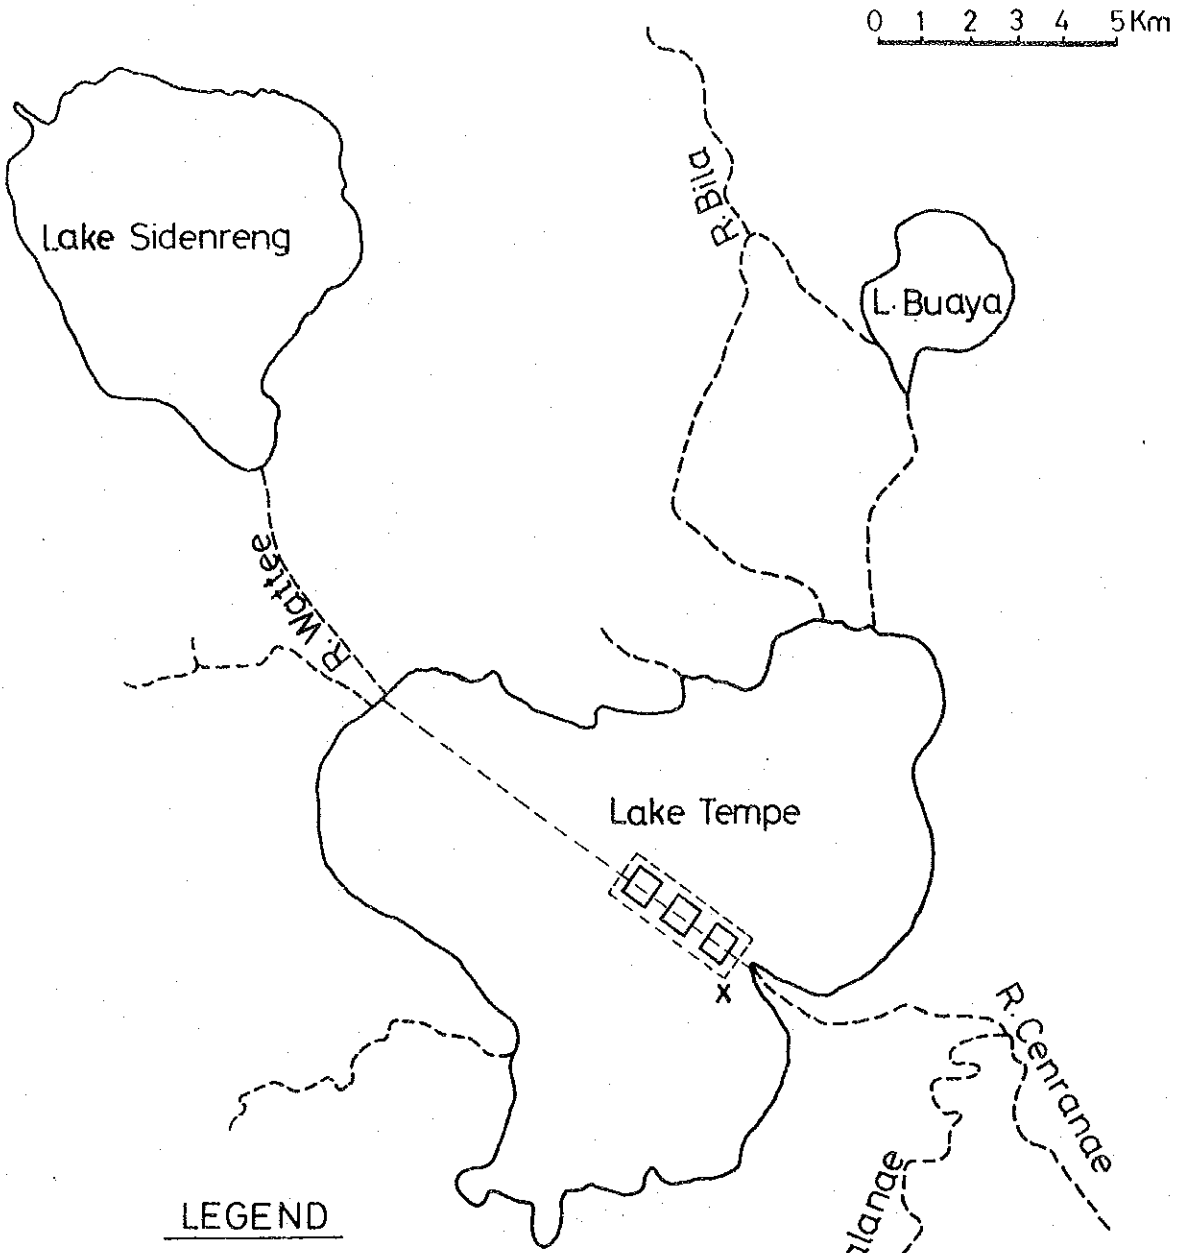 0 1 2 3 4 5 Km
R. Bila
Lake Sidenreng
L. Buaya
R. Wattee
Lake Tempe
x
R. Cenranae
LEGEND